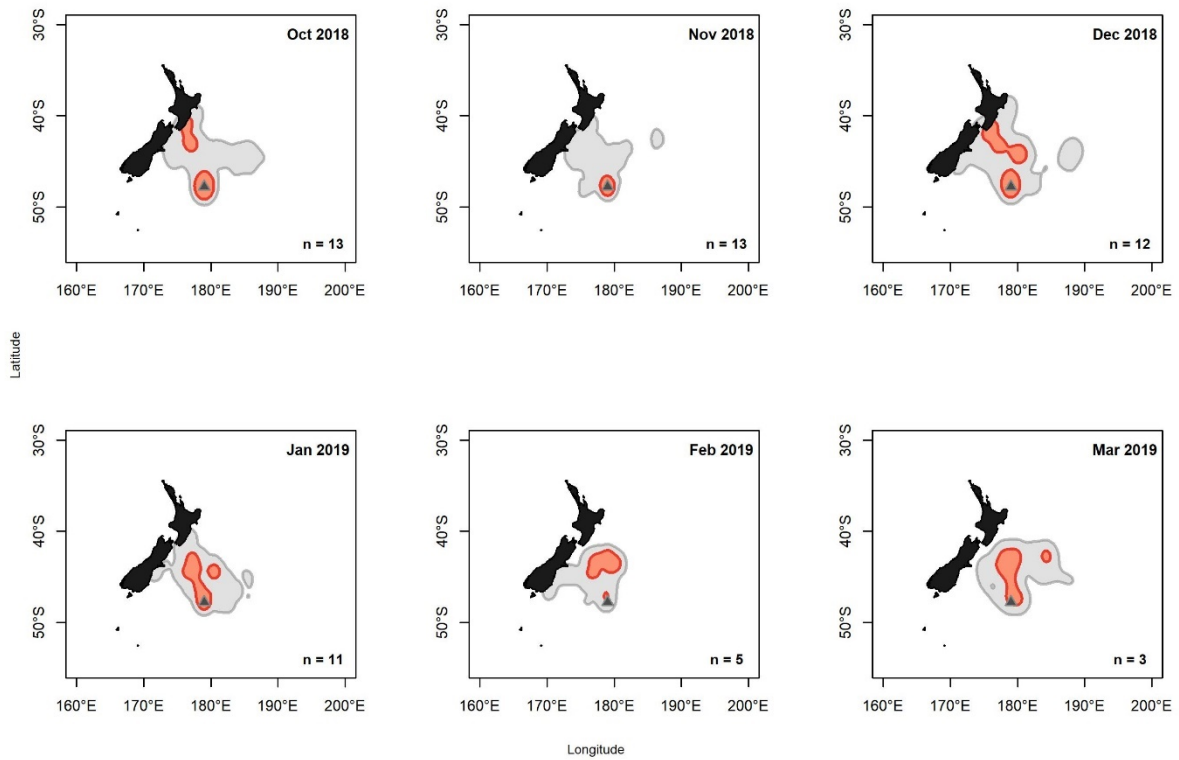 Oct 2018
Nov 2018
Dec 2018
30°S
40°S
50°S
30°S
40°S
50°S
30°S
40°S
50°S
n = 13
n = 13
n = 12
160°E 170°E 180°E 190°E 200°E
160°E 170°E 180°E 190°E 200°E
160°E 170°E 180°E 190°E 200°E
Latitude
Jan 2019
Feb 2019
Mar 2019
30°S
40°S
50°S
30°S
40°S
50°S
30°S
40°S
50°S
n = 11
n = 5
n = 3
160°E 170°E 180°E 190°E 200°E
160°E 170°E 180°E 190°E 200°E
160°E 170°E 180°E 190°E 200°E
Longitude